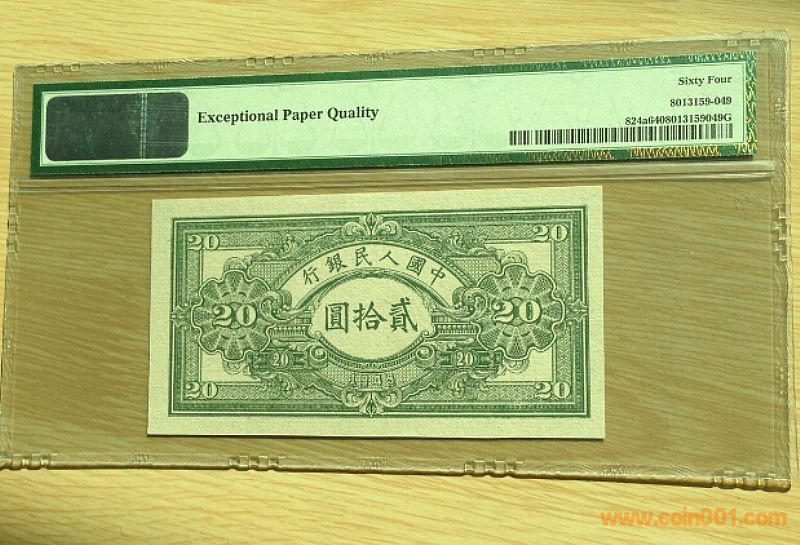 Sixty Four
Exceptional Paper Quality
8013159-049
824a6408013159049G
20 20
行銀民人國中
20 圓拾貳 20
20 20
1949
20 20
www.coin001.com